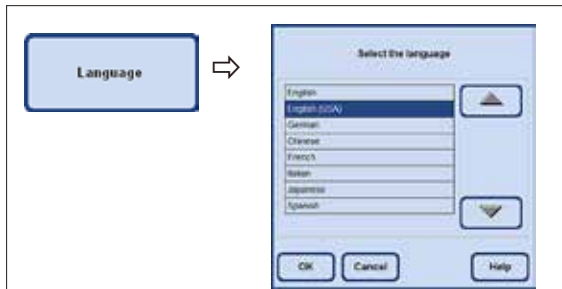 Language
Select the language
English
English (USA)
German
Chinese
French
Italian
Japanese
Spanish
OK
Cancel
Help